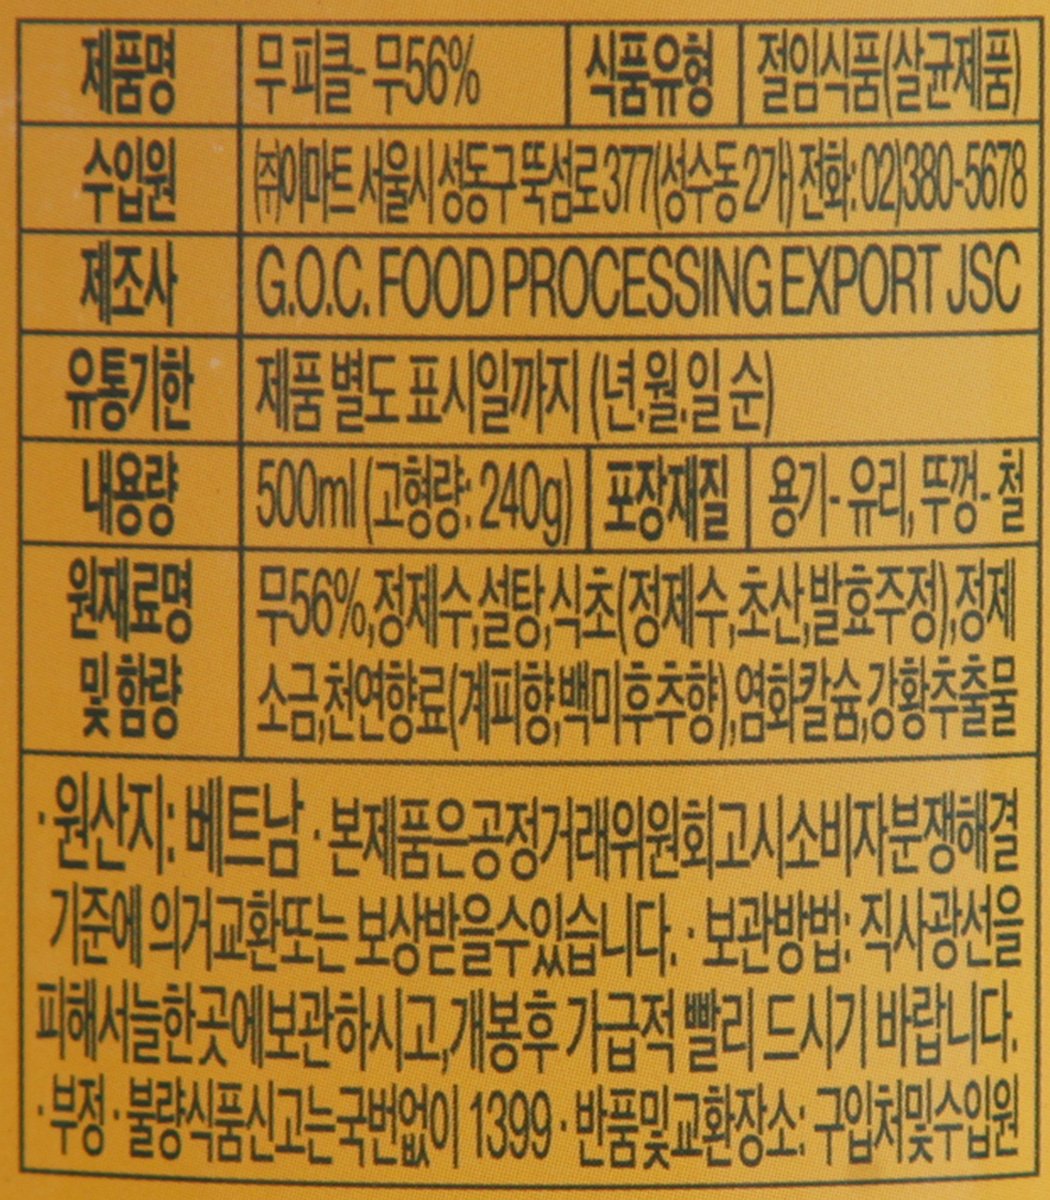 제품명 무 피클- 무56% 식품유형 절임식품(살균제품)
수입원 ㈜이마트 서울시 성동구 뚝섬로 377(성수동 2가) 전화: 02)380-5678
제조사 G.O.C. FOOD PROCESSING EXPORT JSC
유통기한 제품 별도 표시일까지 (년.월.일 순)
내용량 500ml (고형량: 240g) 포장재질 용기- 유리, 뚜껑- 철
원재료명 무56%,정제수,설탕,식초(정제수,초산,발효주정),정제
및 함량 소금,천연향료(계피향,백미후추향),염화칼슘,강황추출물
·원산지: 베트남 ·본제품은공정거래위원회고시소비자분쟁해결
기준에 의거교환또는 보상받을수있습니다. · 보관방법: 직사광선을
피해서늘한곳에보관하시고,개봉후 가급적 빨리 드시기 바랍니다.
·부정·불량식품신고는국번없이 1399 · 반품및교환장소: 구입처및수입원